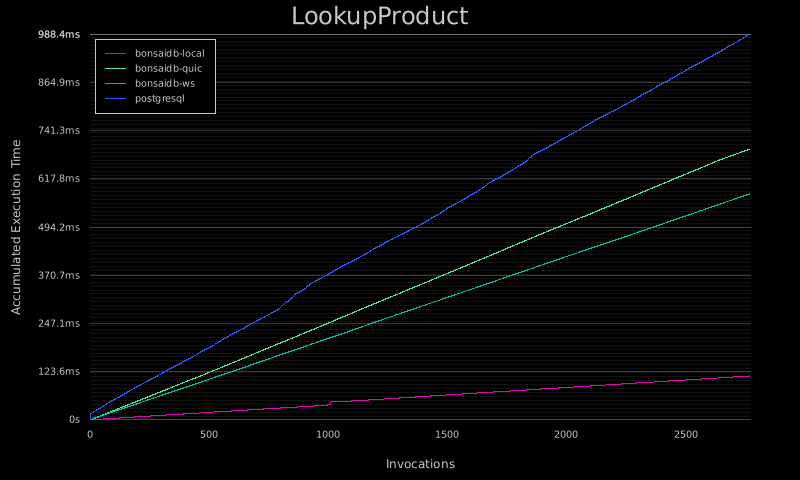 LookupProduct
988.4ms
864.9ms
741.3ms
617.8ms
494.2ms
370.7ms
247.1ms
123.6ms
0s
bonsaidb-local
bonsaidb-quic
bonsaidb-ws
postgresql
Accumulated Execution Time
0 500 1000 1500 2000 2500
Invocations